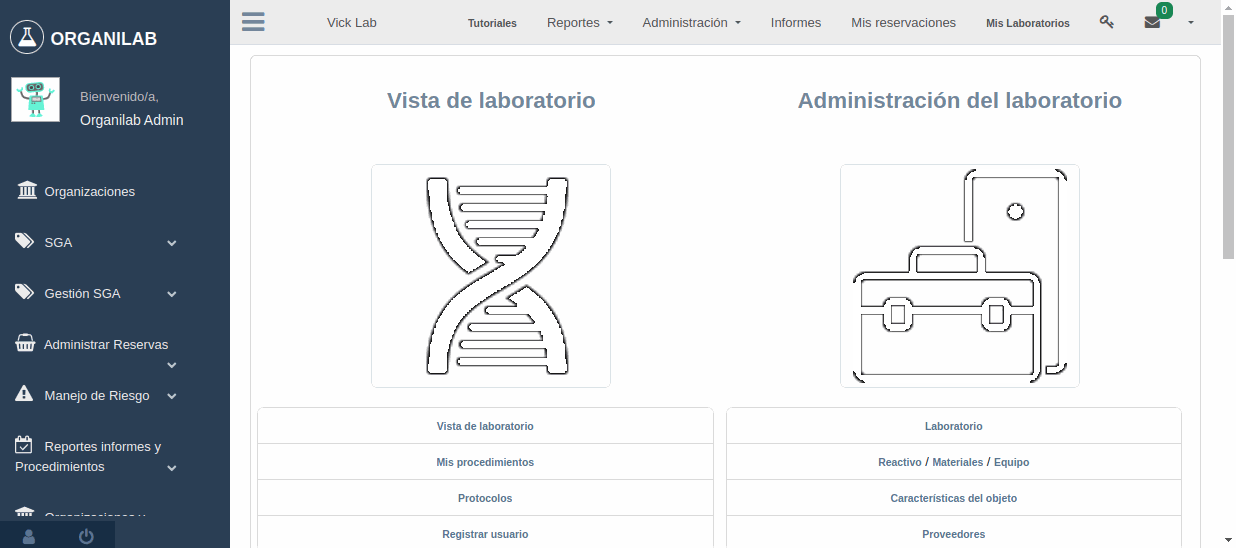 ORGANILAB
Bienvenido/a,
Organilab Admin
Organizaciones
SGA
Gestión SGA
Administrar Reservas
Manejo de Riesgo
Reportes informes y
Procedimientos
Organizaciones y
Vick Lab Tutoriales Reportes Administración Informes Mis reservaciones Mis Laboratorios 0
Vista de laboratorio
Vista de laboratorio
Mis procedimientos
Protocolos
Registrar usuario
Administración del laboratorio
Laboratorio
Reactivo / Materiales / Equipo
Características del objeto
Proveedores